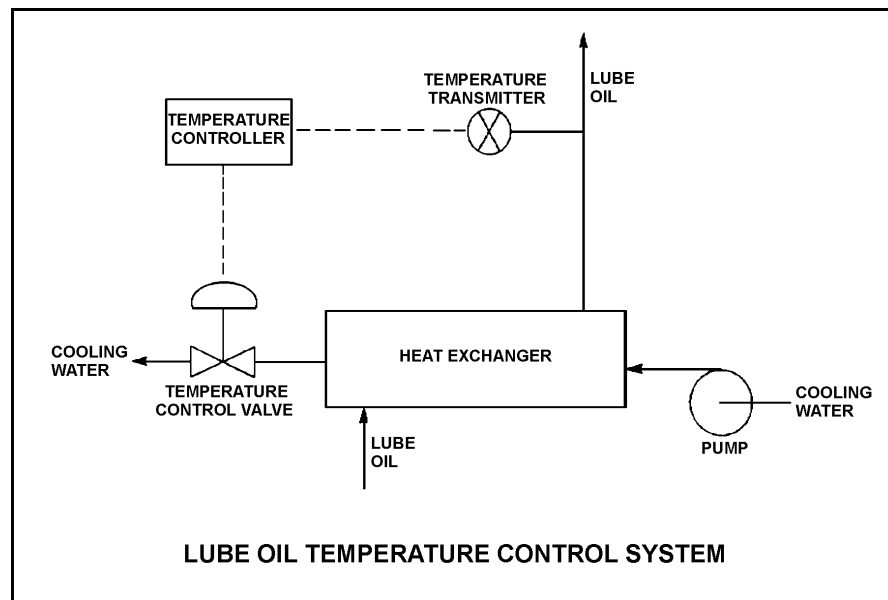 TEMPERATURE
TRANSMITTER
LUBE
OIL
TEMPERATURE
CONTROLLER
COOLING
WATER
TEMPERATURE
CONTROL VALVE
HEAT EXCHANGER
LUBE
OIL
COOLING
WATER
PUMP
LUBE OIL TEMPERATURE CONTROL SYSTEM